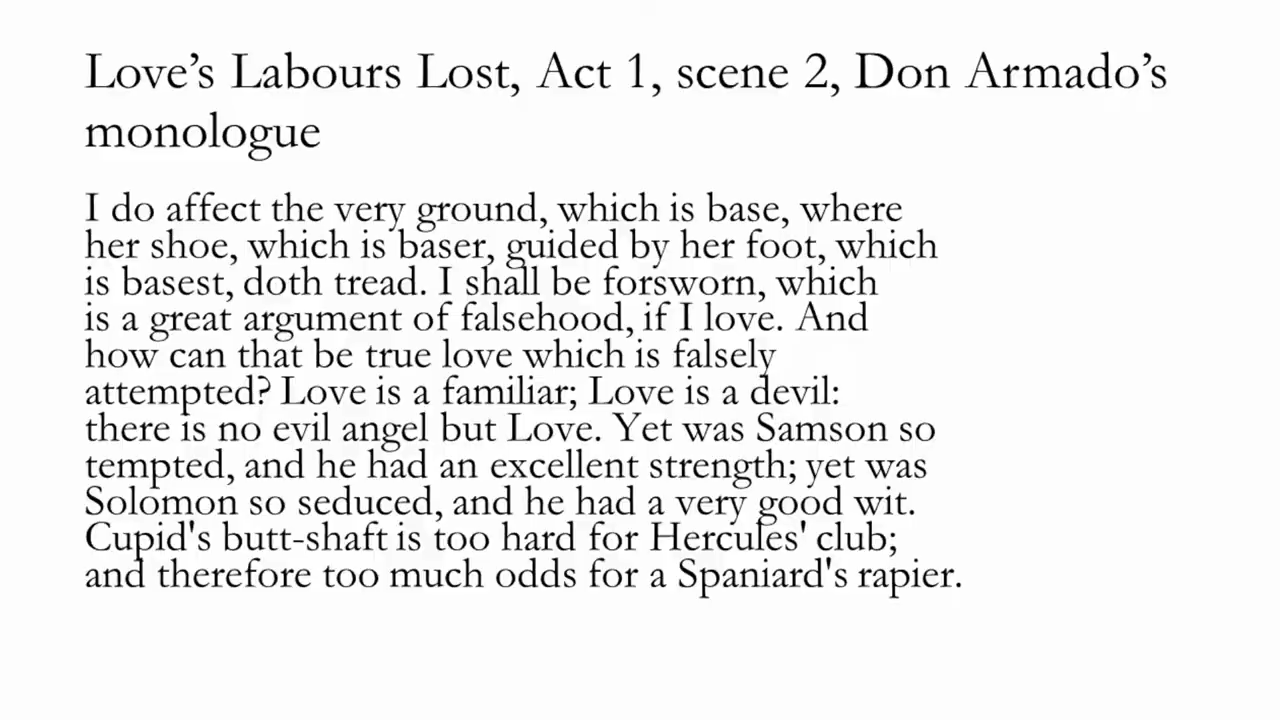 Love’s Labours Lost, Act 1, scene 2, Don Armado’s
monologue
I do affect the very ground, which is base, where
her shoe, which is baser, guided by her foot, which
is basest, doth tread. I shall be forsworn, which
is a great argument of falsehood, if I love. And
how can that be true love which is falsely
attempted? Love is a familiar; Love is a devil:
there is no evil angel but Love. Yet was Samson so
tempted, and he had an excellent strength; yet was
Solomon so seduced, and he had a very good wit.
Cupid's butt-shaft is too hard for Hercules' club;
and therefore too much odds for a Spaniard's rapier.